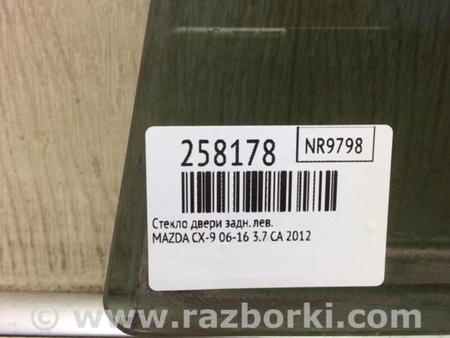 258178 NR9798
Стекло двери задн. лев.
MAZDA CX-9 06-16 3.7 CA 2012
© www.razborki.com